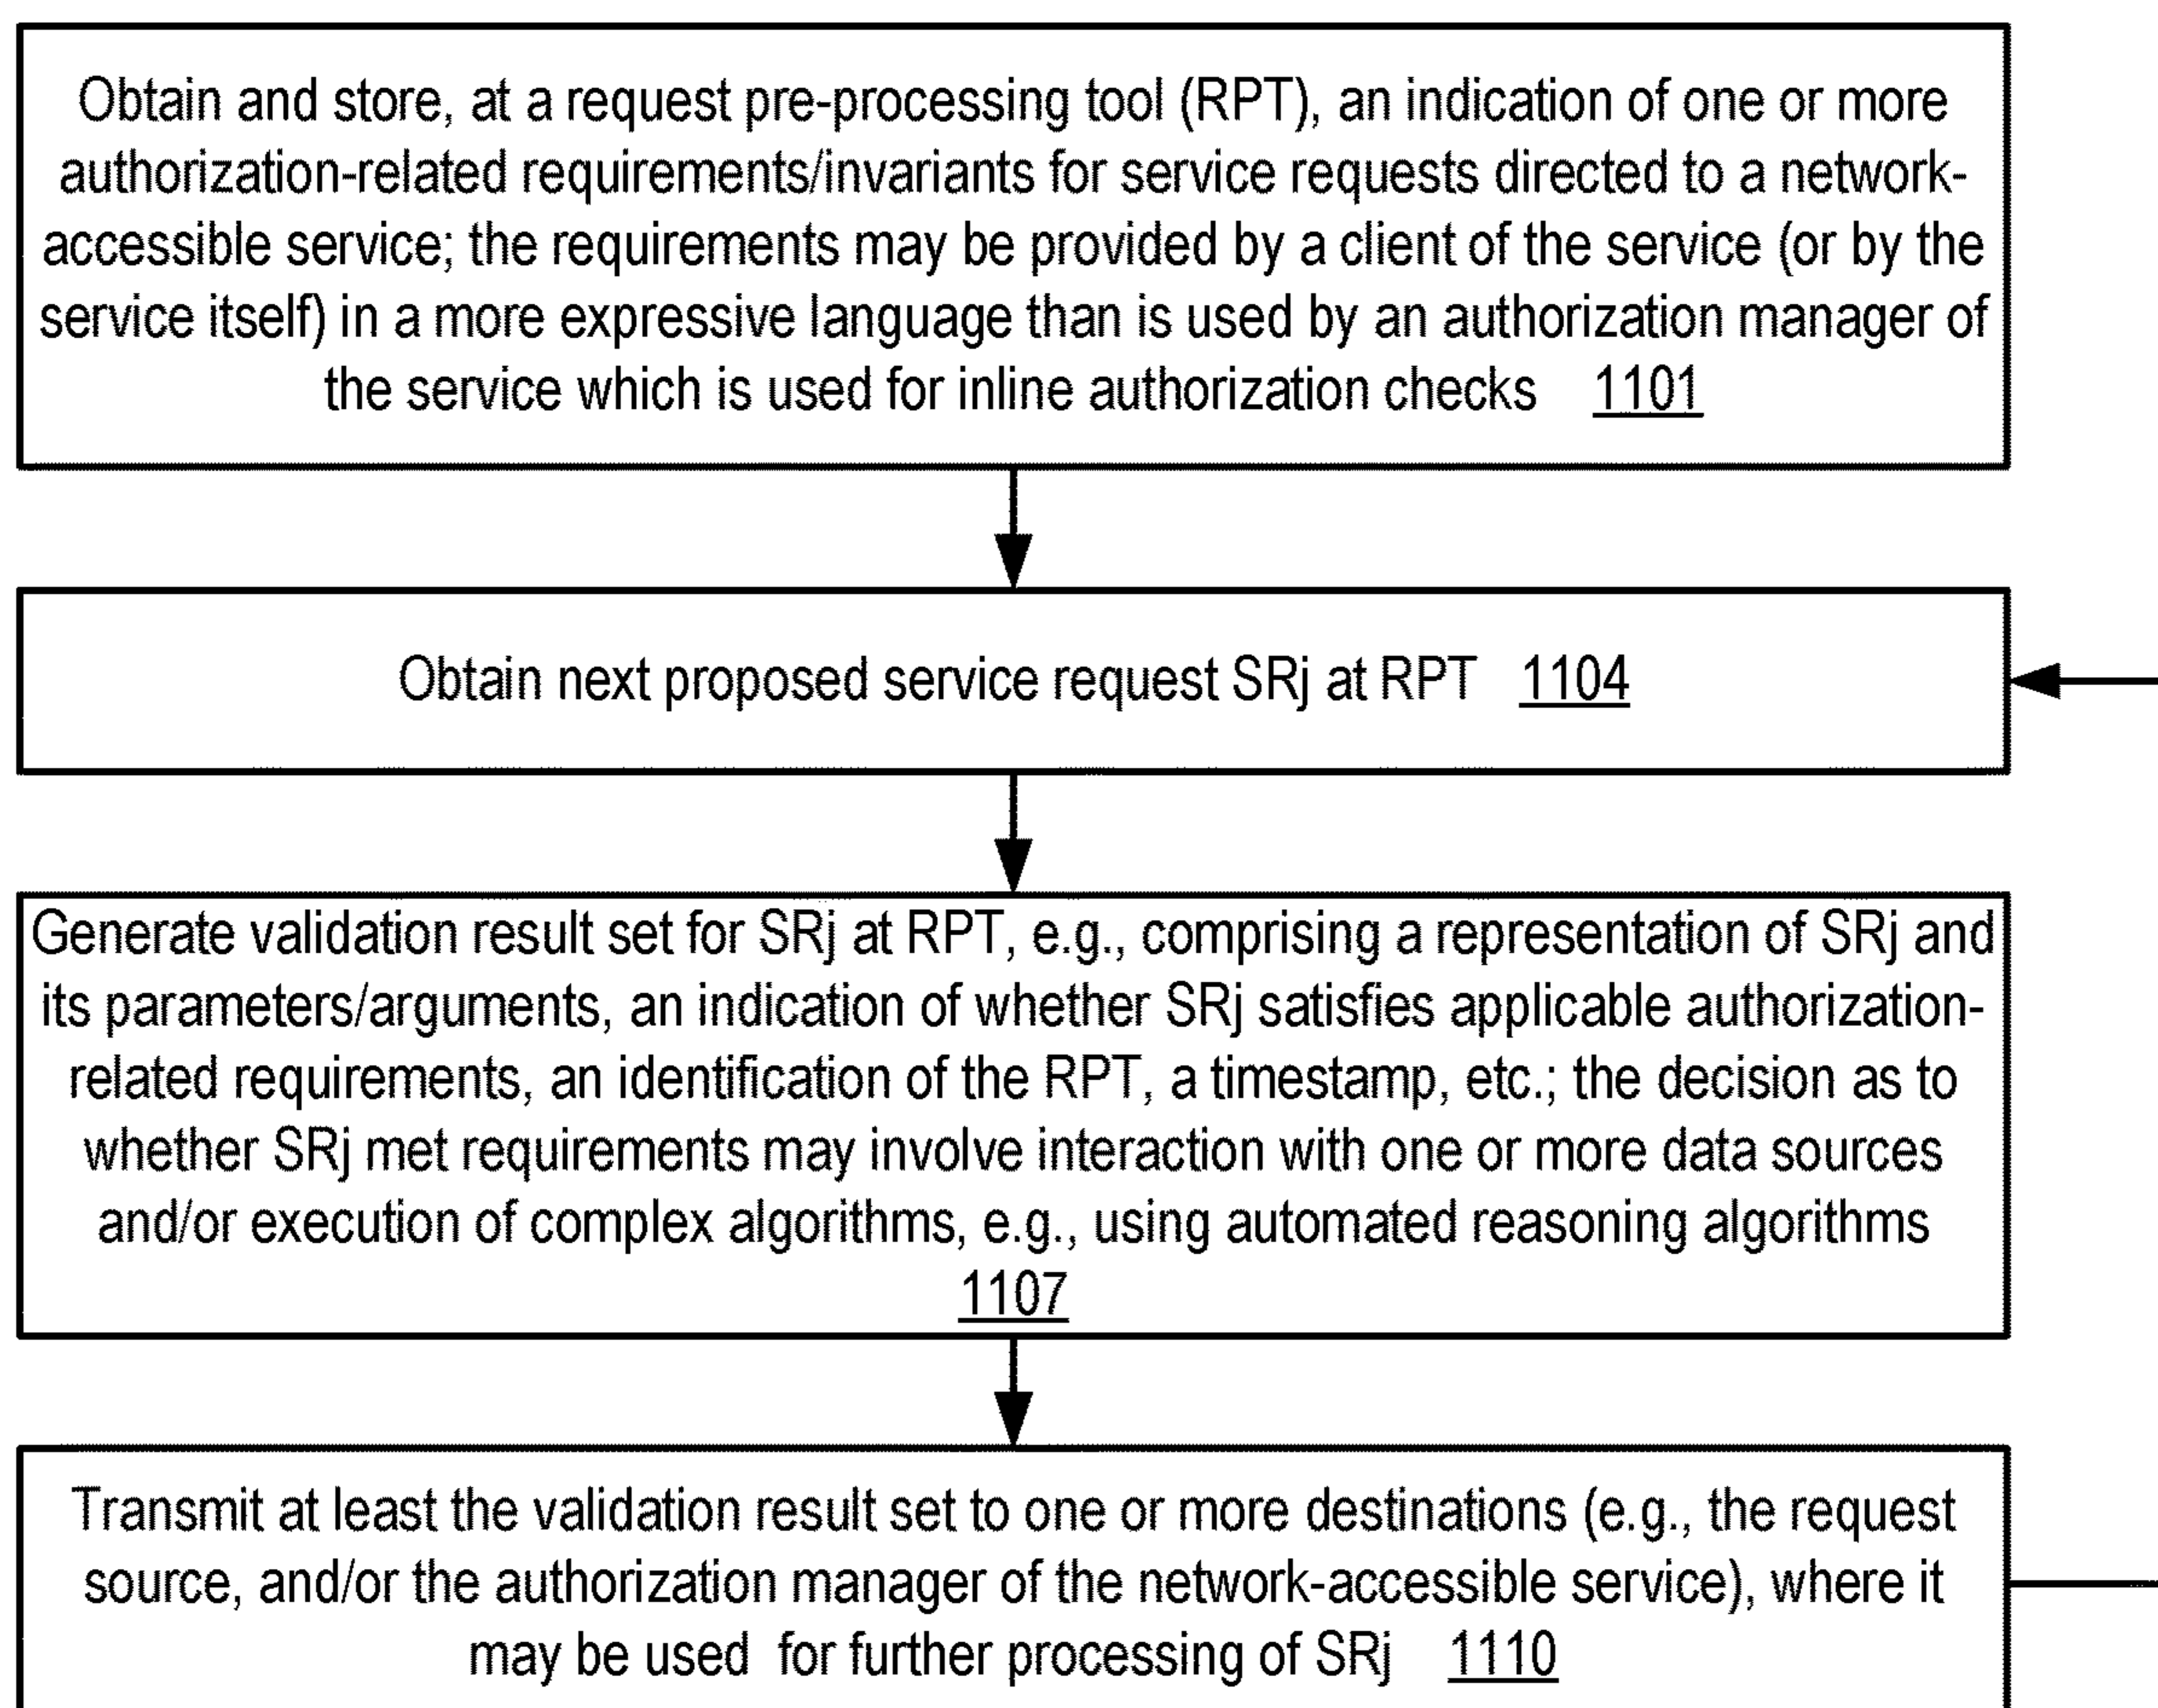 Obtain and store, at a request pre-processing tool (RPT), an indication of one or more
authorization-related requirements/invariants for service requests directed to a network-
accessible service; the requirements may be provided by a client of the service (or by the
service itself) in a more expressive language than is used by an authorization manager of
the service which is used for inline authorization checks 1101
Obtain next proposed service request SRj at RPT 1104
Generate validation result set for SRj at RPT, e.g., comprising a representation of SRj and
its parameters/arguments, an indication of whether SRj satisfies applicable authorization-
related requirements, an identification of the RPT, a timestamp, etc.; the decision as to
whether SRj met requirements may involve interaction with one or more data sources
and/or execution of complex algorithms, e.g., using automated reasoning algorithms
1107
Transmit at least the validation result set to one or more destinations (e.g., the request
source, and/or the authorization manager of the network-accessible service), where it
may be used for further processing of SRj 1110